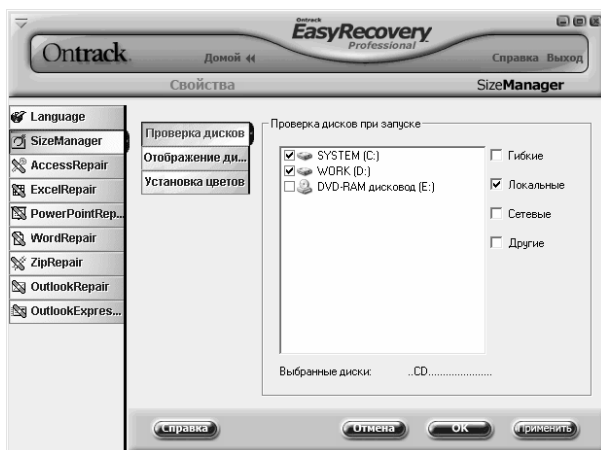 Ontrack
EasyRecovery
Professional
Ontrack
Домой
Справка Выход
Свойства
SizeManager
Language
SizeManager
AccessRepair
ExcelRepair
PowerPointRep...
WordRepair
ZipRepair
OutlookRepair
OutlookExpres...
Проверка дисков
Отображение ди...
Установка цветов
Проверка дисков при запуске
SYSTEM (C:)
WORK (D:)
DVD-RAM дисковод (E:)
Гибкие
Локальные
Сетевые
Другие
Выбранные диски: ..CD......................
Справка
Отмена
OK
Применить